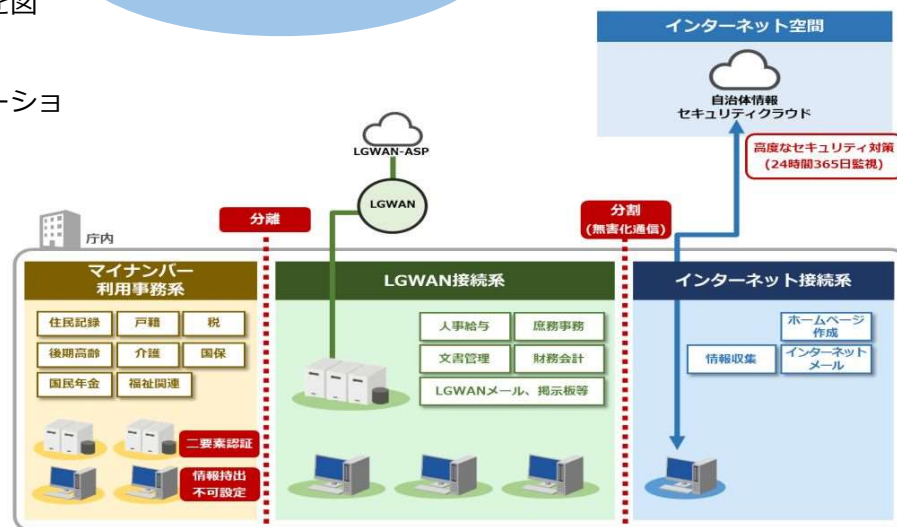 を図
ーショ
インターネット空間
自治体情報
セキュリティクラウド
高度なセキュリティ対策
(24時間365日監視)
LGWAN-ASP
LGWAN
分離
分割
(無害化通信)
庁内
マイナンバー
利用事務系
住民記録
戸籍
税
後期高齢
介護
国保
国民年金
福祉関連
二要素認証
情報持出
不可設定
LGWAN接続系
人事給与
庶務事務
文書管理
財務会計
LGWANメール、掲示板等
インターネット接続系
ホームページ
作成
情報収集
インターネット
メール